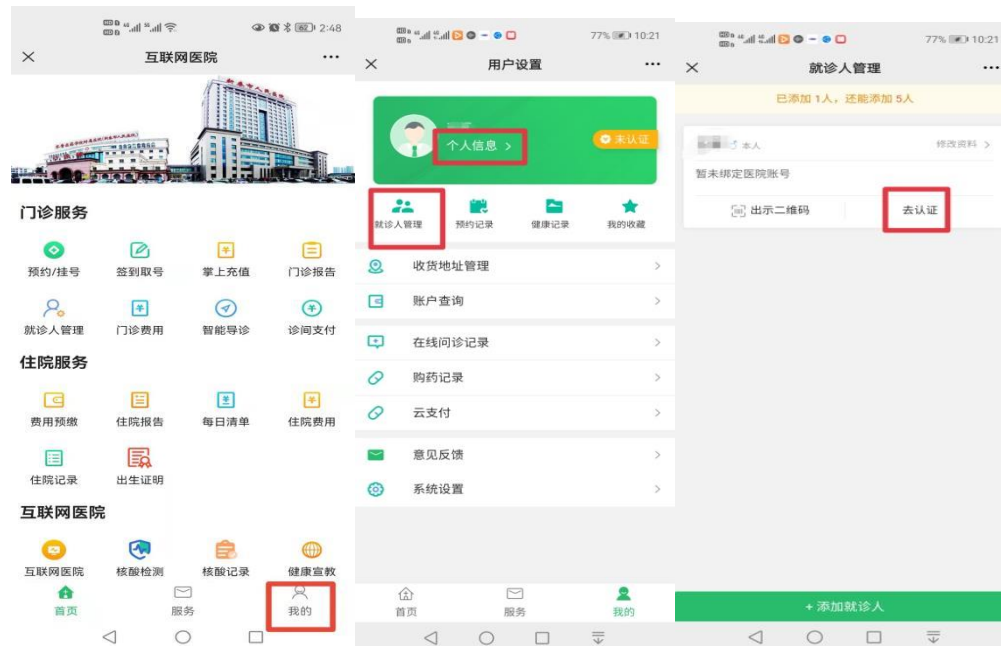 2:48
互联网医院
和泰市人民医院
门诊服务
预约/挂号 签到取号 掌上充值 门诊报告
就诊人管理 门诊费用 智能导诊 诊间支付
住院服务
费用预缴 住院报告 每日清单 住院费用
住院记录 出生证明
互联网医院
互联网医院 核酸检测 核酸记录 健康宣教
首页 服务 我的
77% 10:21
用户设置
个人信息 >
未认证
就诊人管理 预约记录 健康记录 我的收藏
收货地址管理 >
账户查询 >
在线问诊记录 >
购药记录 >
云支付 >
意见反馈 >
系统设置 >
首页 服务 我的
77% 10:21
就诊人管理
已添加 1人，还能添加 5人
本人 修改资料 >
暂未绑定医院账号
出示二维码 去认证
+ 添加就诊人